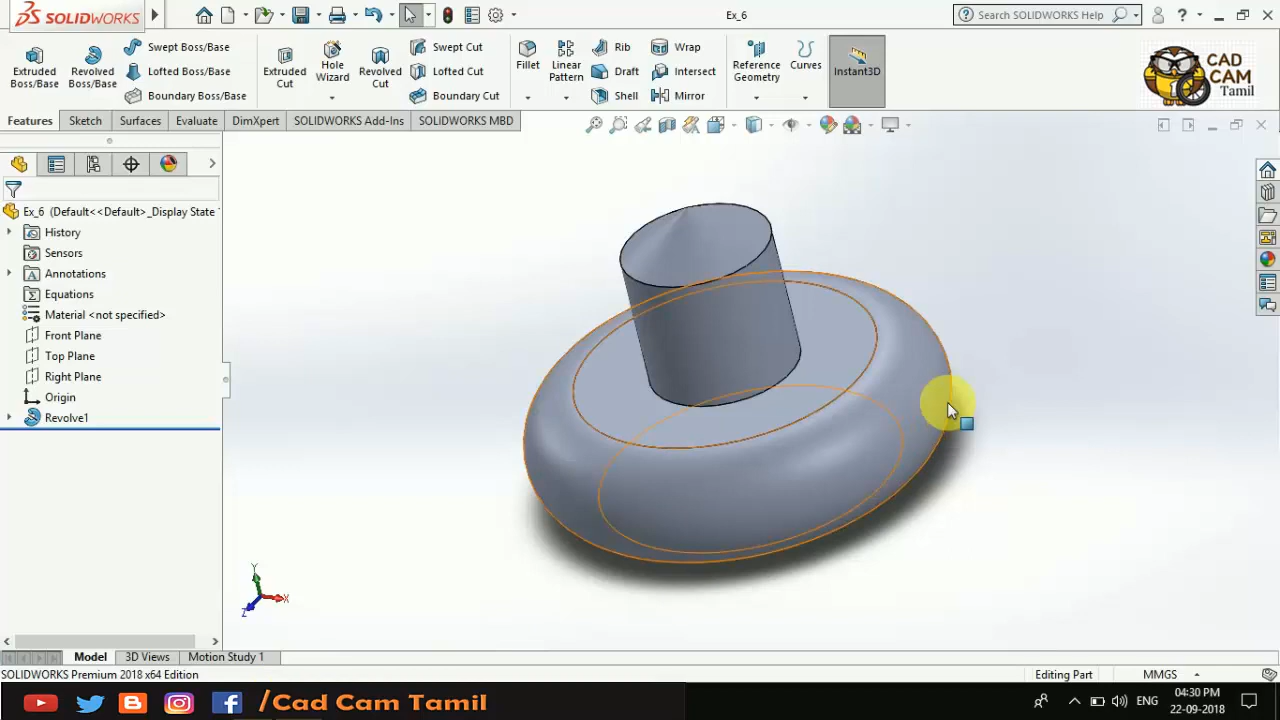 SOLIDWORKS
Ex_6
Search SOLIDWORKS Help
?
Extruded Boss/Base
Revolved Boss/Base
Swept Boss/Base
Lofted Boss/Base
Boundary Boss/Base
Extruded Cut
Hole Wizard
Revolved Cut
Swept Cut
Lofted Cut
Boundary Cut
Fillet
Linear Pattern
Rib
Draft
Shell
Wrap
Intersect
Mirror
Reference Geometry
Curves
Instant3D
CAD
CAM
Tamil
Features
Sketch
Surfaces
Evaluate
DimXpert
SOLIDWORKS Add-Ins
SOLIDWORKS MBD
Ex_6 (Default<<Default>_Display State
History
Sensors
Annotations
Equations
Material <not specified>
Front Plane
Top Plane
Right Plane
Origin
Revolve1
Y
X
Z
Model
3D Views
Motion Study 1
SOLIDWORKS Premium 2018 x64 Edition
Editing Part
MMGS
/Cad Cam Tamil
ENG
04:30 PM
22-09-2018